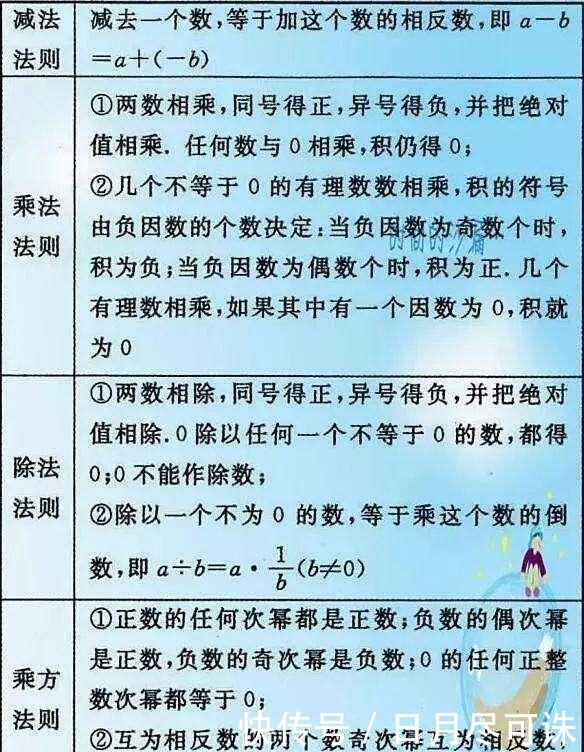 减法
法则
减去一个数,等于加这个数的相反数,即 a-b
=a+(-b)
乘法
法则
①两数相乘,同号得正,异号得负,并把绝对
值相乘. 任何数与 0 相乘,积仍得 0;
②几个不等于 0 的有理数数相乘,积的符号
由负因数的个数决定:当负因数为奇数个时,
积为负;当负因数为偶数个时,积为正. 几个
有理数相乘,如果其中有一个因数为 0,积就
为 0
时间的沙漏
除法
法则
①两数相除,同号得正,异号得负,并把绝对
值相除. 0 除以任何一个不等于 0 的数,都得
0;0 不能作除数;
②除以一个不为 0 的数,等于乘这个数的倒
数,即 a÷b=a·1/b(b≠0)
乘方
法则
①正数的任何次幂都是正数;负数的偶次幂
是正数,负数的奇次幂是负数;0 的任何正整
数次幂都等于 0;
②互为相反数的两个数奇次幂互为相反数,
快传号 / 日月尽可诛